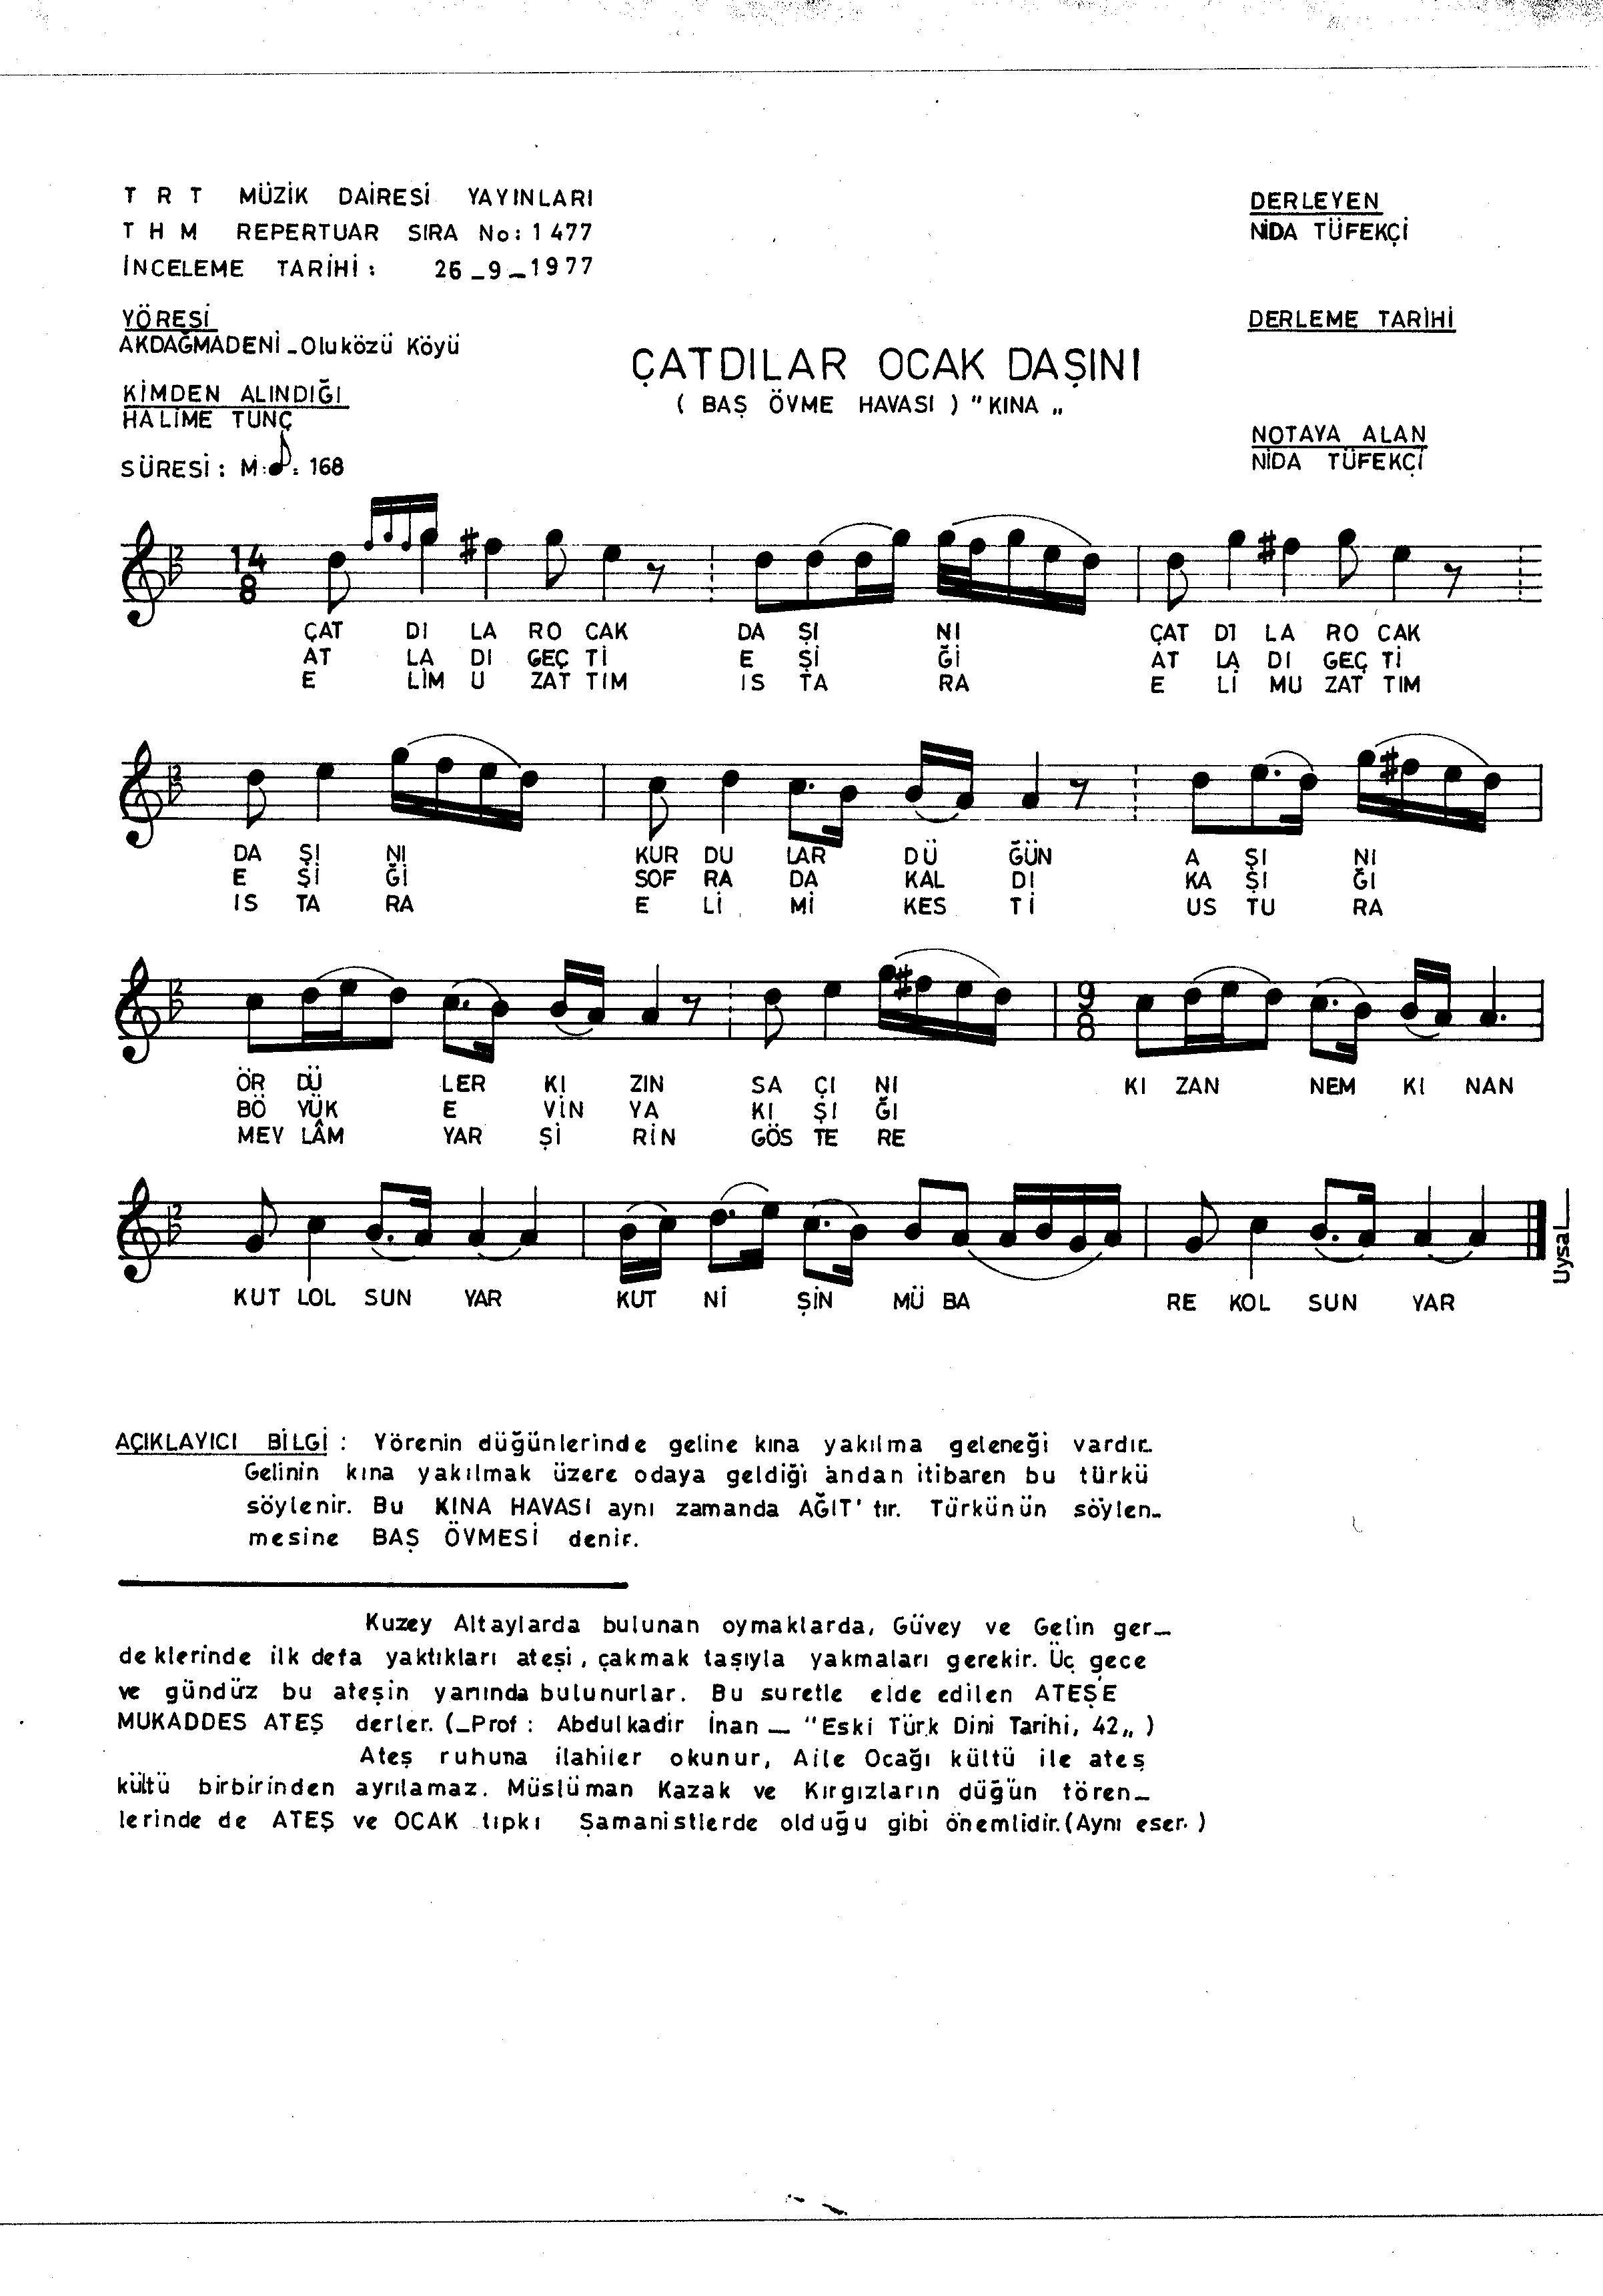 T R T MÜZİK DAİRESİ YAYINLARI
T H M REPERTUAR SIRA No: 1477
İNCELEME TARİHİ: 26_9_1977
DERLEYEN
NİDA TÜFEKÇİ
YÖRESİ
AKDAĞMADENİ_Oluközü Köyü
DERLEME TARİHİ
ÇATDILAR OCAK DAŞINI
( BAŞ ÖVME HAVASI ) "KINA„
KİMDEN ALINDIĞI
HALİME TUNÇ
NOTAYA ALAN
NİDA TÜFEKÇİ
SÜRESİ: M:♪: 168
14
8
ÇAT DI LA RO CAK DA ŞI NI ÇAT DI LA RO CAK
AT LA DI GEÇ Tİ E Şİ Ğİ AT LA DI GEÇ Tİ
E LİM U ZAT TIM IS TA RA E Lİ MU ZAT TIM
DA ŞI NI KUR DU LAR DÜ ĞÜN A ŞI NI
E Şİ Ğİ SOF RA DA KAL DI KA ŞI ĞI
IS TA RA E Lİ Mİ KES Tİ US TU RA
9
8
ÖR DÜ LER KI ZIN SA ÇI NI KI ZAN NEM KI NAN
BÖ YÜK E VİN YA KI ŞI ĞI
MEV LÂM YAR Şİ RİN GÖS TE RE
KUT LOL SUN YAR KUT Nİ ŞİN MÜ BA RE KOL SUN YAR
Uysal
AÇIKLAYICI BİLGİ : Yörenin düğünlerinde geline kına yakılma geleneği vardır.
Gelinin kına yakılmak üzere odaya geldiği andan itibaren bu türkü
söylenir. Bu KINA HAVASI aynı zamanda AĞIT' tır. Türkünün söylen_
mesine BAŞ ÖVMESİ denir.
Kuzey Altaylarda bulunan oymaklarda, Güvey ve Gelin ger_
deklerinde ilk defa yaktıkları ateşi, çakmak taşıyla yakmaları gerekir. Üç gece
ve gündüz bu ateşin yanında bulunurlar. Bu suretle elde edilen ATEŞ'E
MUKADDES ATEŞ derler. (_Prof : Abdulkadir İnan _ "Eski Türk Dini Tarihi, 42„ )
Ateş ruhuna ilahiler okunur, Aile Ocağı kültü ile ateş
kültü birbirinden ayrılamaz. Müslüman Kazak ve Kırgızların düğün tören_
lerinde de ATEŞ ve OCAK tıpkı Şamanistlerde olduğu gibi önemlidir.(Aynı eser. )